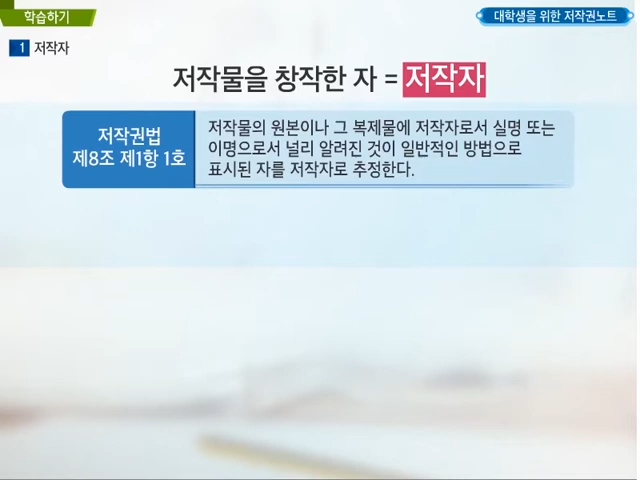 학습하기
대학생을 위한 저작권노트
1 저작자
저작물을 창작한 자 = 저작자
저작권법
제8조 제1항 1호
저작물의 원본이나 그 복제물에 저작자로서 실명 또는
이명으로서 널리 알려진 것이 일반적인 방법으로
표시된 자를 저작자로 추정한다.